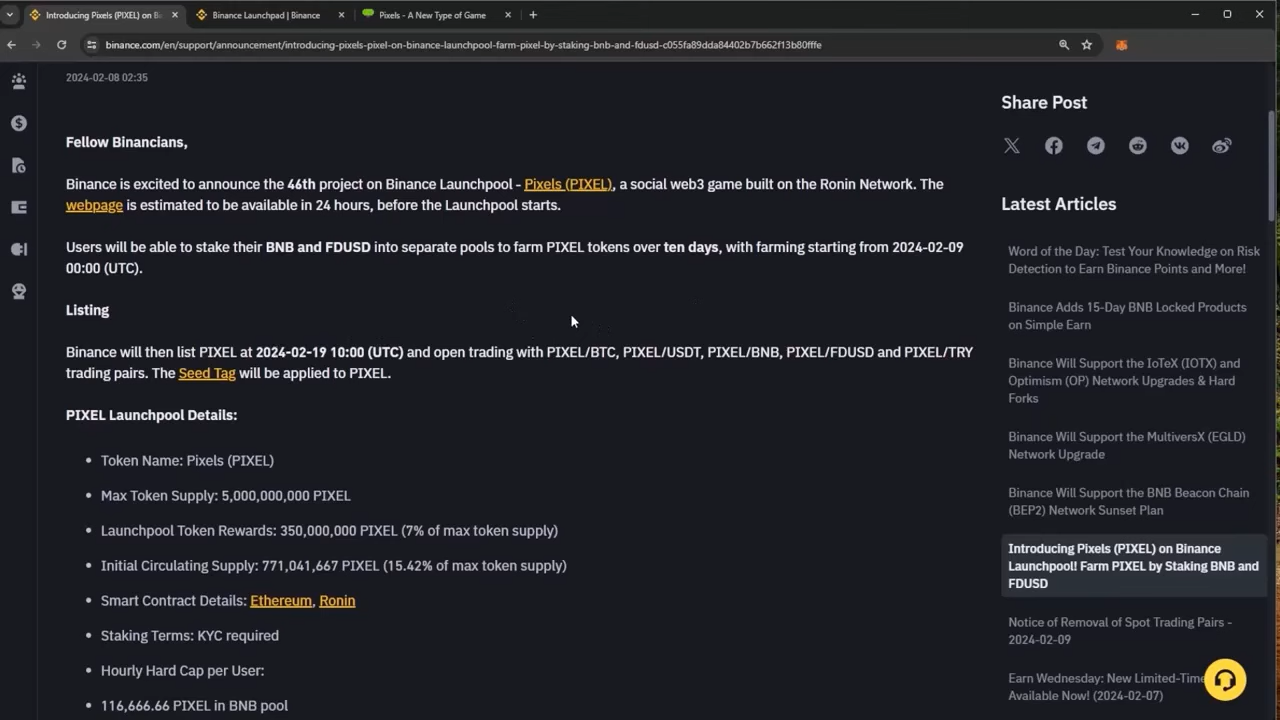 Introducing Pixels (PIXEL) on Bi
Binance Launchpad | Binance
Pixels - A New Type of Game
binance.com/en/support/announcement/introducing-pixels-pixel-on-binance-launchpool-farm-pixel-by-staking-bnb-and-fdusd-c055fa89dda84402b7b662f13b80fffe
2024-02-08 02:35
Fellow Binancians,
Binance is excited to announce the 46th project on Binance Launchpool - Pixels (PIXEL), a social web3 game built on the Ronin Network. The
webpage is estimated to be available in 24 hours, before the Launchpool starts.
Users will be able to stake their BNB and FDUSD into separate pools to farm PIXEL tokens over ten days, with farming starting from 2024-02-09
00:00 (UTC).
Listing
Binance will then list PIXEL at 2024-02-19 10:00 (UTC) and open trading with PIXEL/BTC, PIXEL/USDT, PIXEL/BNB, PIXEL/FDUSD and PIXEL/TRY
trading pairs. The Seed Tag will be applied to PIXEL.
PIXEL Launchpool Details:
• Token Name: Pixels (PIXEL)
• Max Token Supply: 5,000,000,000 PIXEL
• Launchpool Token Rewards: 350,000,000 PIXEL (7% of max token supply)
• Initial Circulating Supply: 771,041,667 PIXEL (15.42% of max token supply)
• Smart Contract Details: Ethereum, Ronin
• Staking Terms: KYC required
• Hourly Hard Cap per User:
• 116,666.66 PIXEL in BNB pool
Share Post
Latest Articles
Word of the Day: Test Your Knowledge on Risk
Detection to Earn Binance Points and More!
Binance Adds 15-Day BNB Locked Products
on Simple Earn
Binance Will Support the IoTeX (IOTX) and
Optimism (OP) Network Upgrades & Hard
Forks
Binance Will Support the MultiversX (EGLD)
Network Upgrade
Binance Will Support the BNB Beacon Chain
(BEP2) Network Sunset Plan
Introducing Pixels (PIXEL) on Binance
Launchpool! Farm PIXEL by Staking BNB and
FDUSD
Notice of Removal of Spot Trading Pairs -
2024-02-09
Earn Wednesday: New Limited-Time
Available Now! (2024-02-07)